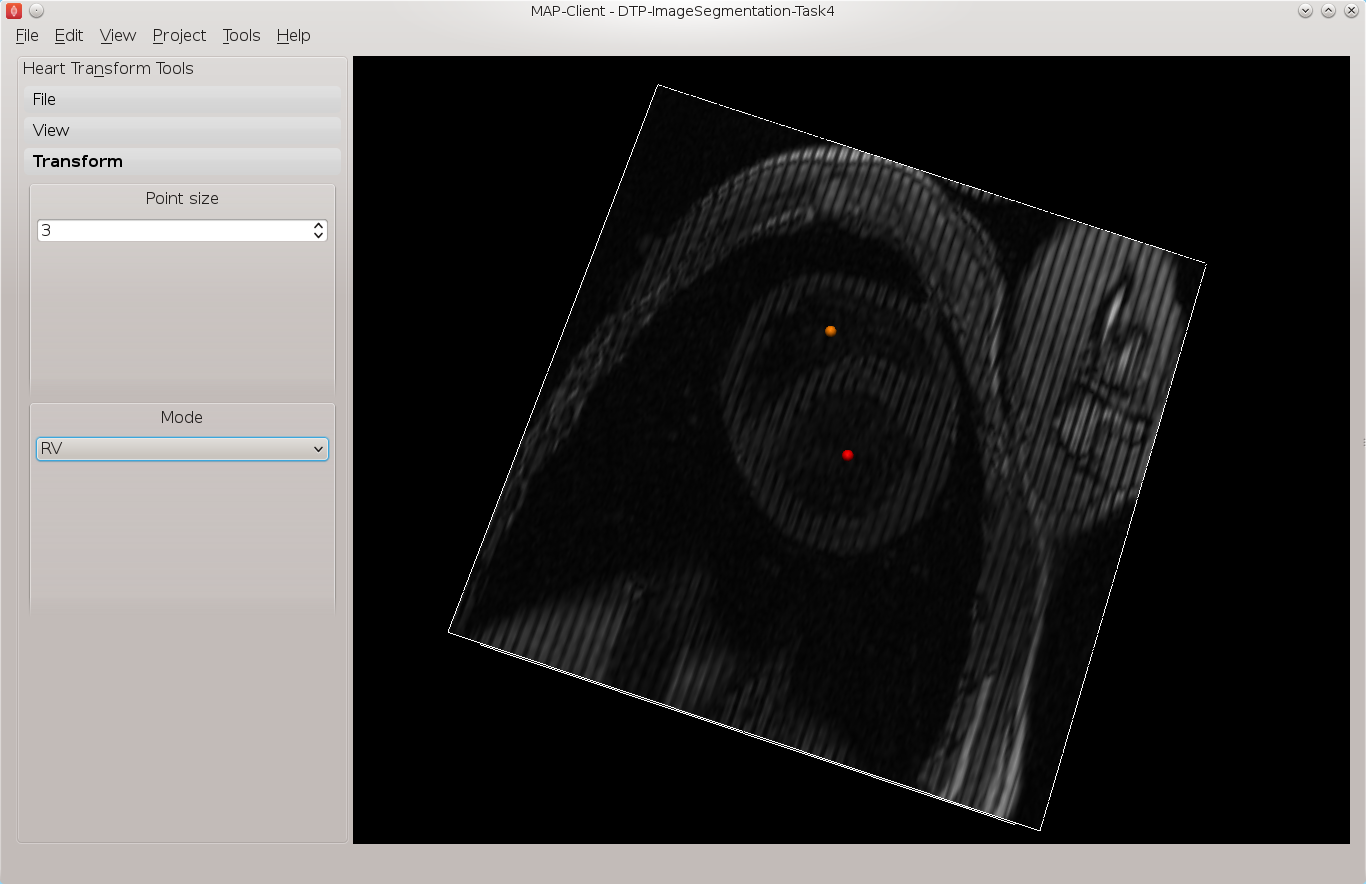 MAP-Client - DTP-ImageSegmentation-Task4
File Edit View Project Tools Help
Heart Transform Tools
File
View
Transform
Point size
3
Mode
RV